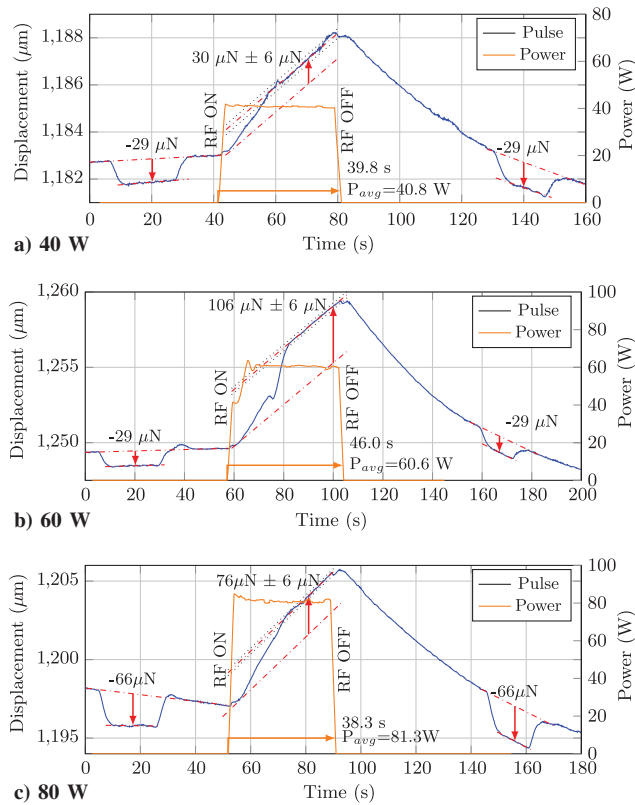 1,188
1,186
1,184
1,182
Displacement (µm)
30 µN ± 6 µN
-29 µN
RF ON
RF OFF
-29 µN
39.8 s
Pavg=40.8 W
Pulse
Power
80
60
40
20
0
Power (W)
0 20 40 60 80 100 120 140 160
Time (s)
a) 40 W
1,260
1,255
1,250
Displacement (µm)
106 µN ± 6 µN
-29 µN
RF ON
RF OFF
-29 µN
46.0 s
Pavg=60.6 W
Pulse
Power
100
80
60
40
20
0
Power (W)
0 20 40 60 80 100 120 140 160 180 200
Time (s)
b) 60 W
1,205
1,200
1,195
Displacement (µm)
76µN ± 6 µN
-66µN
RF ON
RF OFF
-66µN
38.3 s
Pavg=81.3W
Pulse
Power
100
80
60
40
20
0
Power (W)
0 20 40 60 80 100 120 140 160 180
Time (s)
c) 80 W